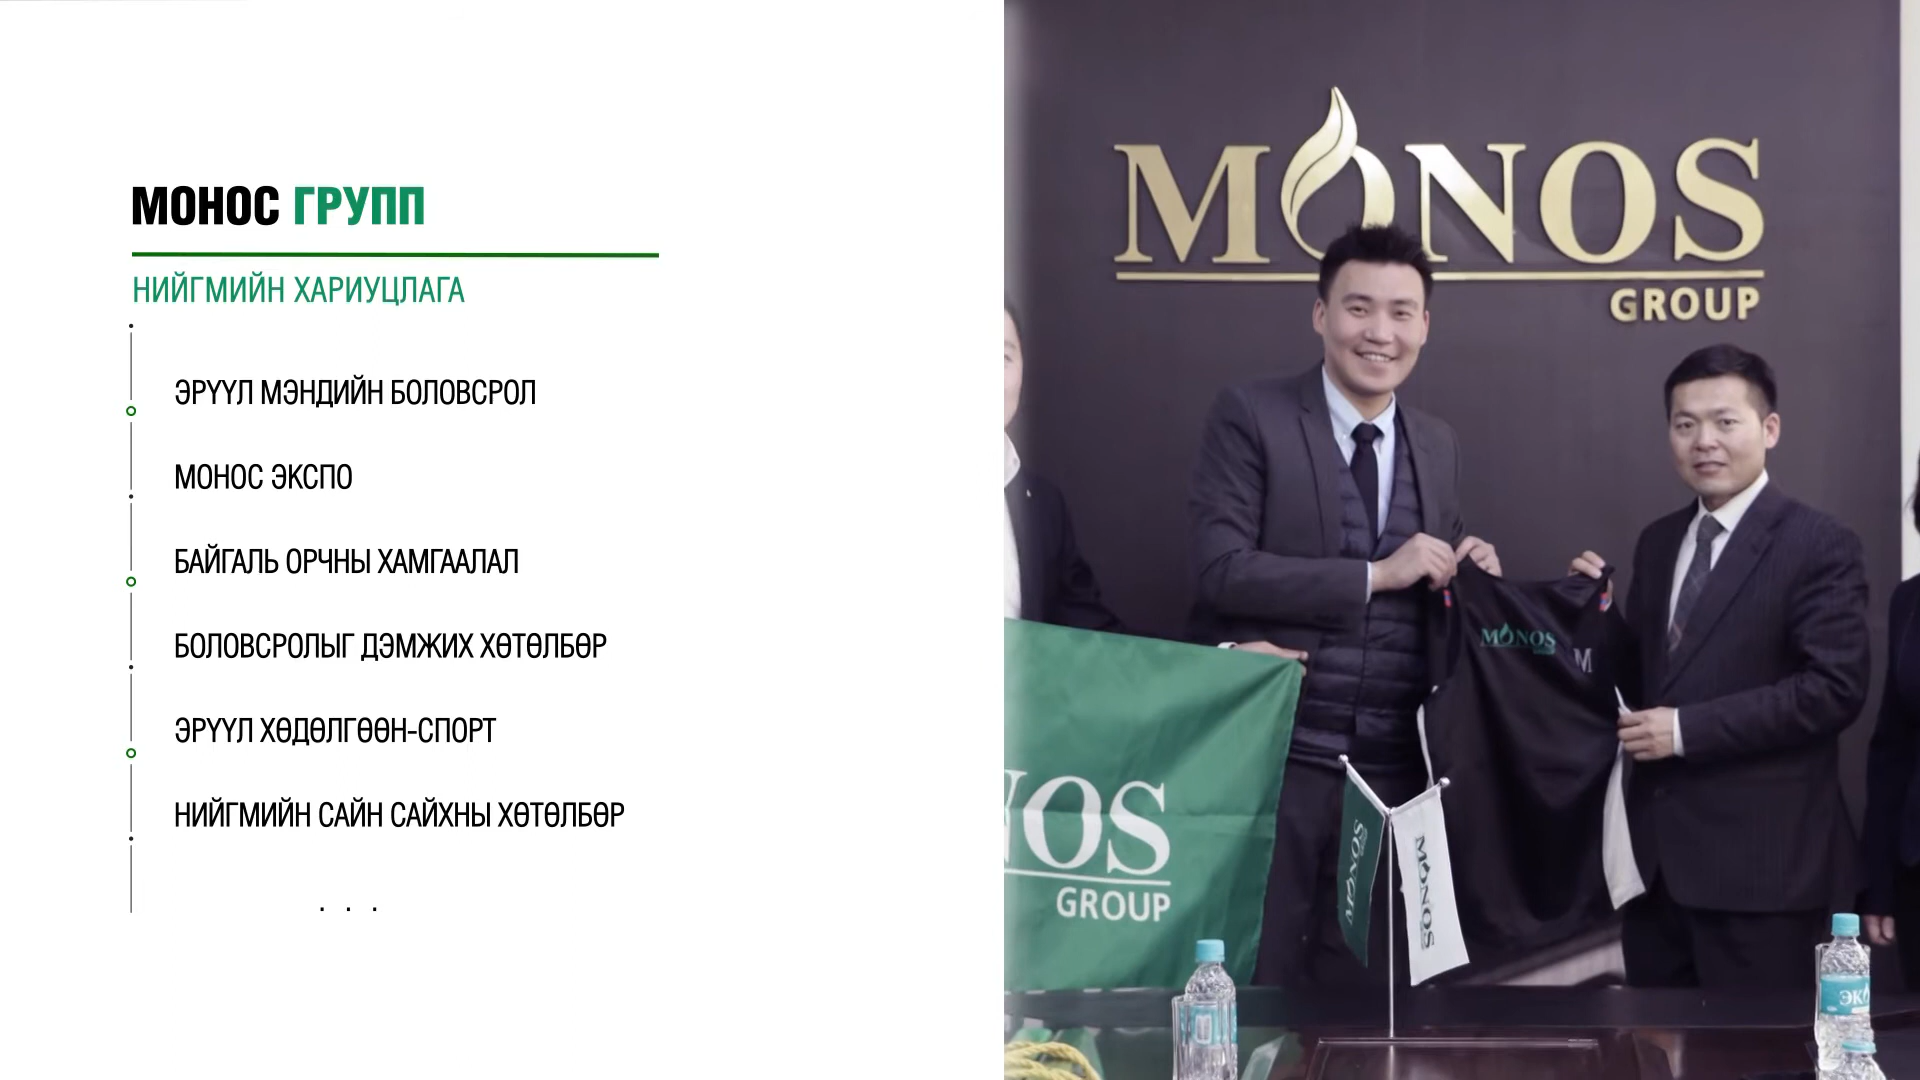 МОНОС ГРУПП
НИЙГМИЙН ХАРИУЦЛАГА
ЭРҮҮЛ МЭНДИЙН БОЛОВСРОЛ
МОНОС ЭКСПО
БАЙГАЛЬ ОРЧНЫ ХАМГААЛАЛ
БОЛОВСРОЛЫГ ДЭМЖИХ ХӨТӨЛБӨР
ЭРҮҮЛ ХӨДӨЛГӨӨН-СПОРТ
НИЙГМИЙН САЙН САЙХНЫ ХӨТӨЛБӨР
. . .
MONOS
GROUP
MONOS
M
NOS
GROUP
MONOS
MONOS